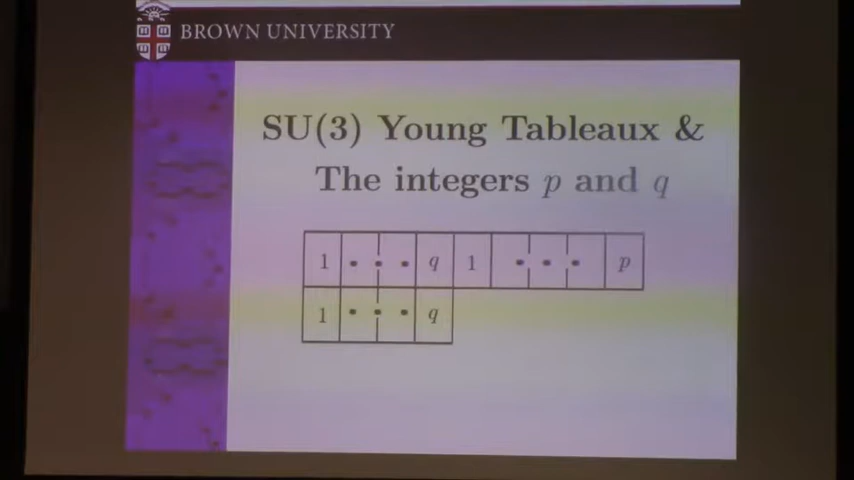 BROWN UNIVERSITY
SU(3) Young Tableaux &
The integers p and q
1 • • • q 1 • • • p
1 • • • q